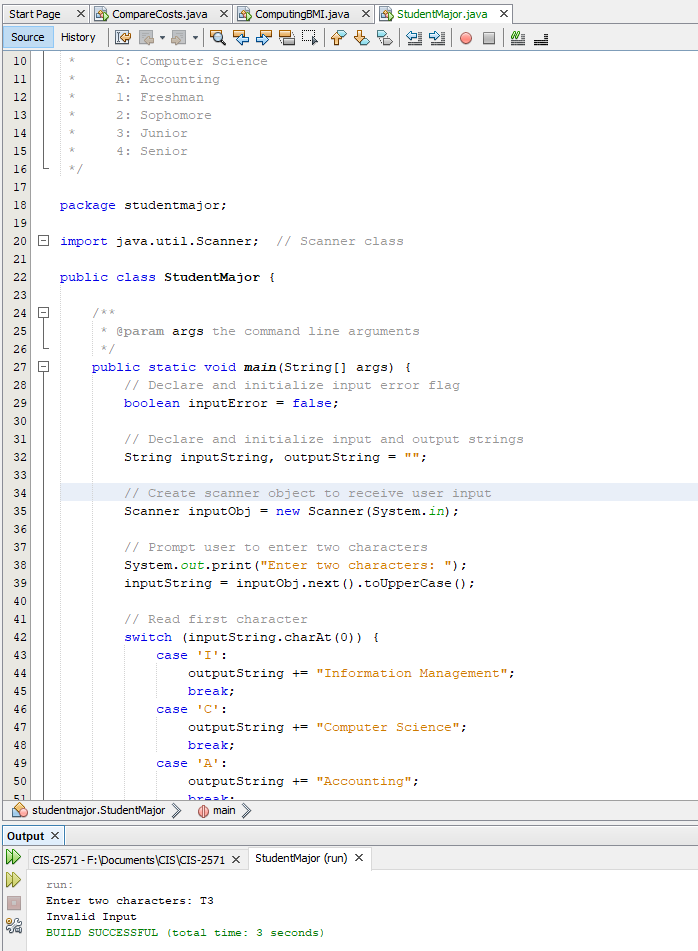 Start Page CompareCosts.java ComputingBMI.java StudentMajor.java
Source History
10 * C: Computer Science
11 * A: Accounting
12 * 1: Freshman
13 * 2: Sophomore
14 * 3: Junior
15 * 4: Senior
16 */
17
18 package studentmajor;
19
20 import java.util.Scanner; // Scanner class
21
22 public class StudentMajor {
23
24 /**
25 * @param args the command line arguments
26 */
27 public static void main(String[] args) {
28 // Declare and initialize input error flag
29 boolean inputError = false;
30
31 // Declare and initialize input and output strings
32 String inputString, outputString = "";
33
34 // Create scanner object to receive user input
35 Scanner inputObj = new Scanner(System.in);
36
37 // Prompt user to enter two characters
38 System.out.print("Enter two characters: ");
39 inputString = inputObj.next().toUpperCase();
40
41 // Read first character
42 switch (inputString.charAt(0)) {
43 case 'I':
44 outputString += "Information Management";
45 break;
46 case 'C':
47 outputString += "Computer Science";
48 break;
49 case 'A':
50 outputString += "Accounting";
51 break;
studentmajor.StudentMajor main
Output
CIS-2571 - F:\Documents\CIS\CIS-2571 StudentMajor (run)
run:
Enter two characters: T3
Invalid Input
BUILD SUCCESSFUL (total time: 3 seconds)